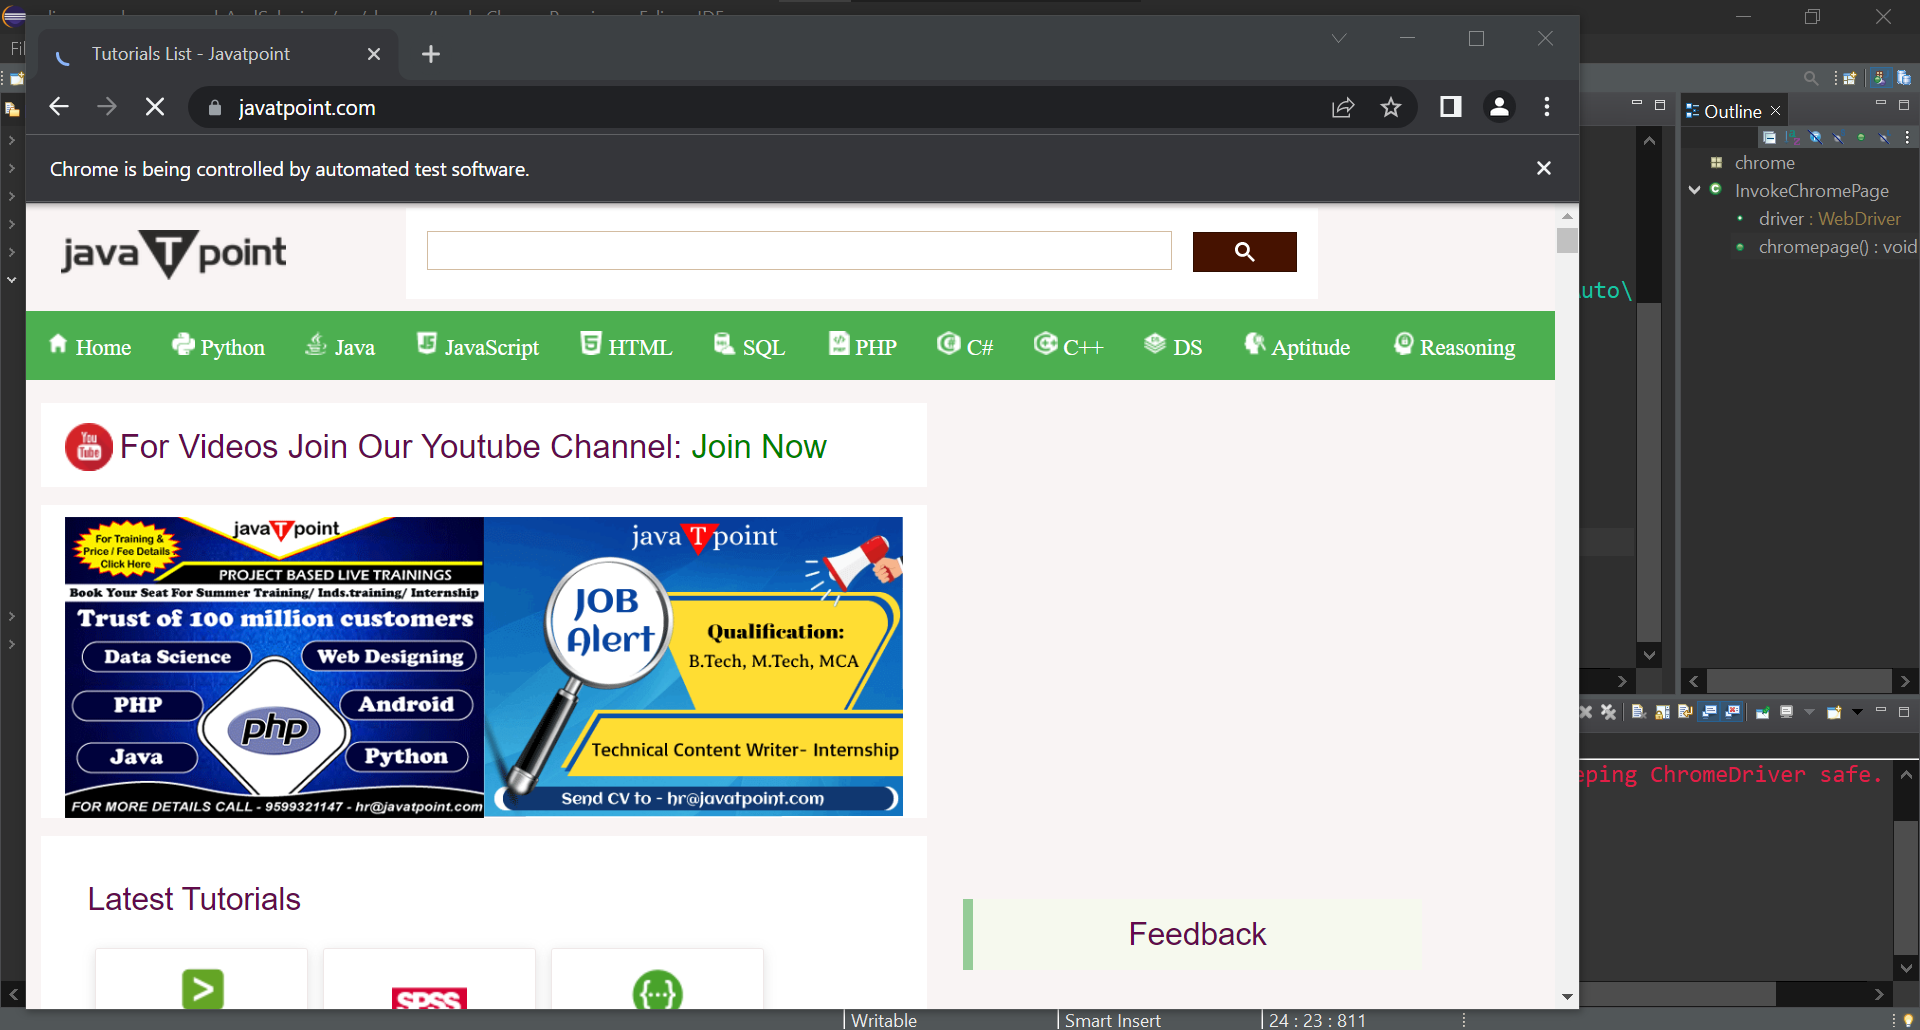 Tutorials List - Javatpoint
javatpoint.com
Chrome is being controlled by automated test software.
java T point
Home Python Java JavaScript HTML SQL PHP C# C++ DS Aptitude Reasoning
You Tube
For Videos Join Our Youtube Channel: Join Now
For Training &
Price / Fee Details
Click Here
java T point
PROJECT BASED LIVE TRAININGS
Book Your Seat For Summer Training/ Inds.training/ Internship
Trust of 100 million customers
Data Science
Web Designing
PHP
Android
php
Java
Python
FOR MORE DETAILS CALL - 9599321147 - hr@javatpoint.com
java T point
JOB
Alert
Qualification:
B.Tech, M.Tech, MCA
Technical Content Writer- Internship
Send CV to - hr@javatpoint.com
Latest Tutorials
SPSS
{...}
Feedback
Outline
chrome
InvokeChromePage
driver : WebDriver
chromepage() : void
uto\
eping ChromeDriver safe.
Writable
Smart Insert
24 : 23 : 811